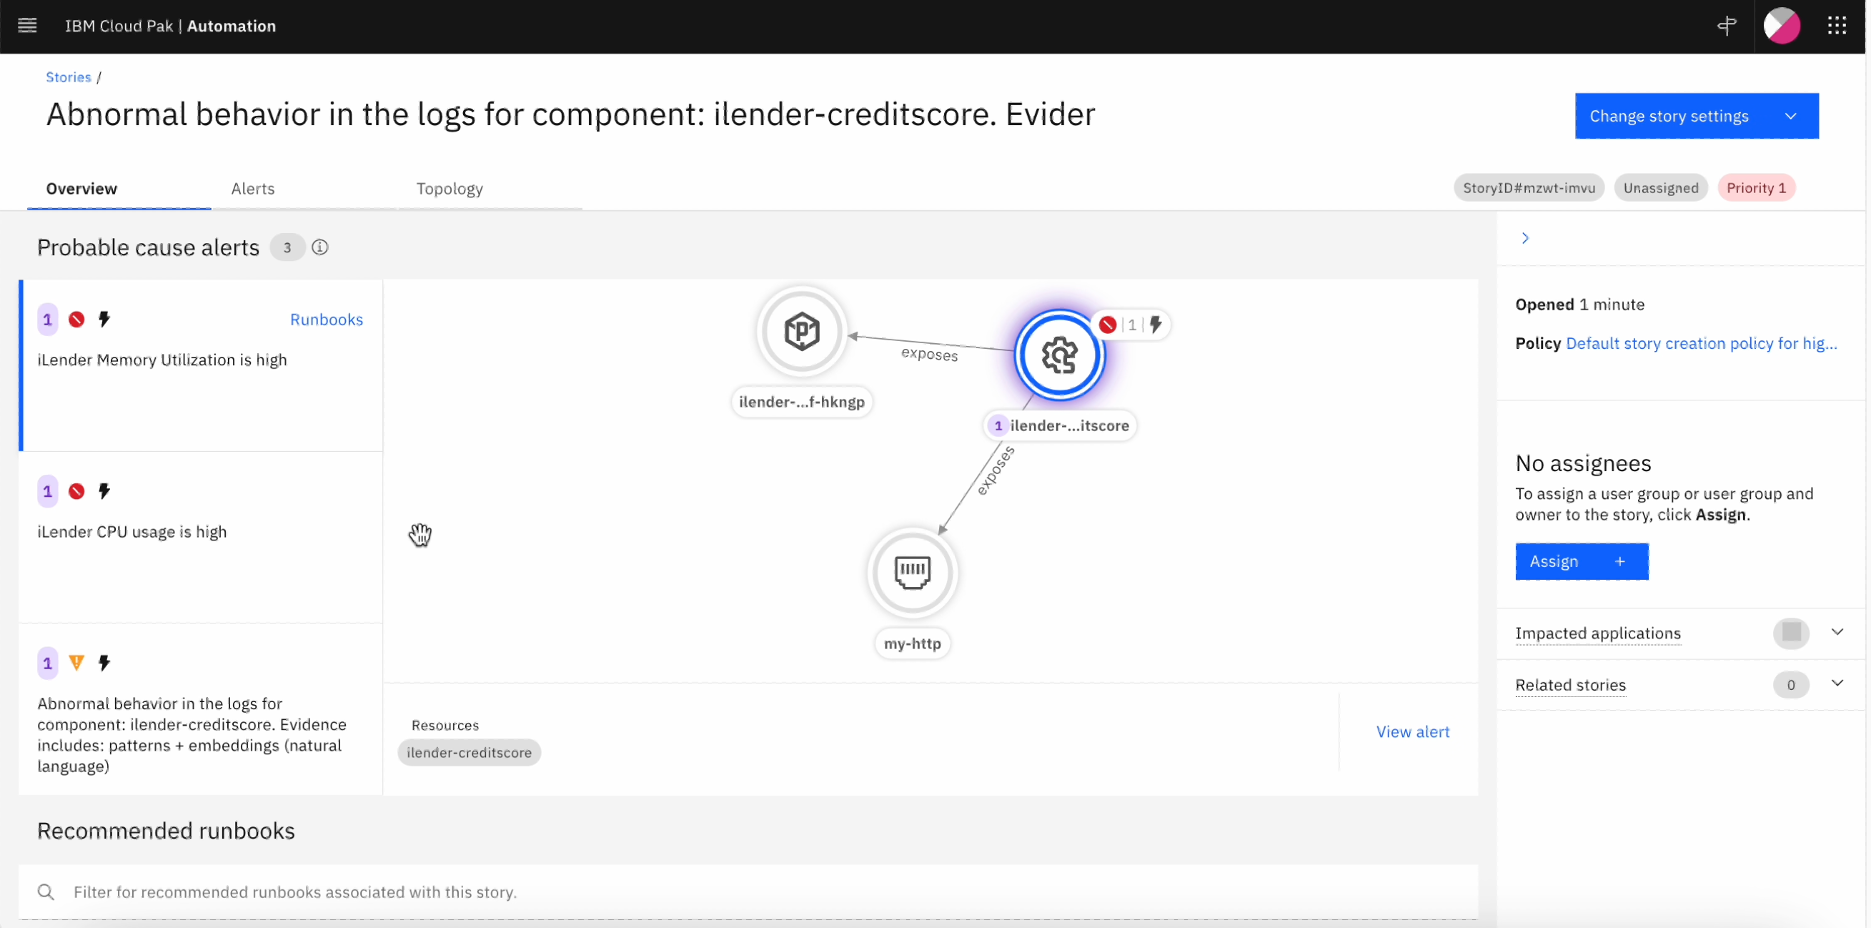 IBM Cloud Pak | Automation
Stories /
Abnormal behavior in the logs for component: ilender-creditscore. Evider
Change story settings
Overview
Alerts
Topology
StoryID#mzwt-imvu
Unassigned
Priority 1
Probable cause alerts 3
1
Runbooks
iLender Memory Utilization is high
1
iLender CPU usage is high
1
Abnormal behavior in the logs for
component: ilender-creditscore. Evidence
includes: patterns + embeddings (natural
language)
P
exposes
1
ilender-...f-hkngp
1 ilender-...itscore
exposes
my-http
Resources
ilender-creditscore
View alert
Opened 1 minute
Policy Default story creation policy for hig...
No assignees
To assign a user group or user group and
owner to the story, click Assign.
Assign +
Impacted applications
Related stories 0
Recommended runbooks
Filter for recommended runbooks associated with this story.